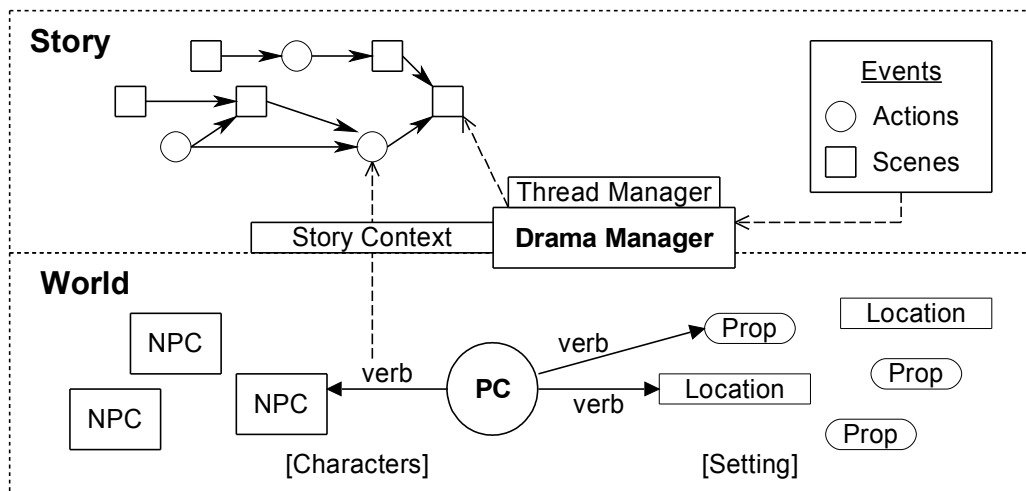 Story
Events
Actions
Scenes
Thread Manager
Story Context
Drama Manager
World
NPC
NPC
NPC
verb
PC
verb
verb
Prop
Location
Location
Prop
Prop
[Characters]
[Setting]